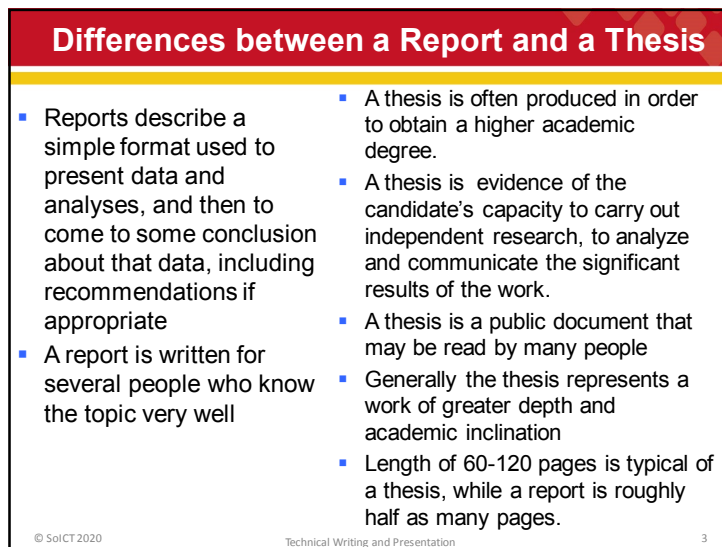 Differences between a Report and a Thesis
▪ Reports describe a
simple format used to
present data and
analyses, and then to
come to some conclusion
about that data, including
recommendations if
appropriate
▪ A report is written for
several people who know
the topic very well
▪ A thesis is often produced in order
to obtain a higher academic
degree.
▪ A thesis is evidence of the
candidate's capacity to carry out
independent research, to analyze
and communicate the significant
results of the work.
▪ A thesis is a public document that
may be read by many people
▪ Generally the thesis represents a
work of greater depth and
academic inclination
▪ Length of 60-120 pages is typical of
a thesis, while a report is roughly
half as many pages.
© SoICT 2020
Technical Writing and Presentation
3